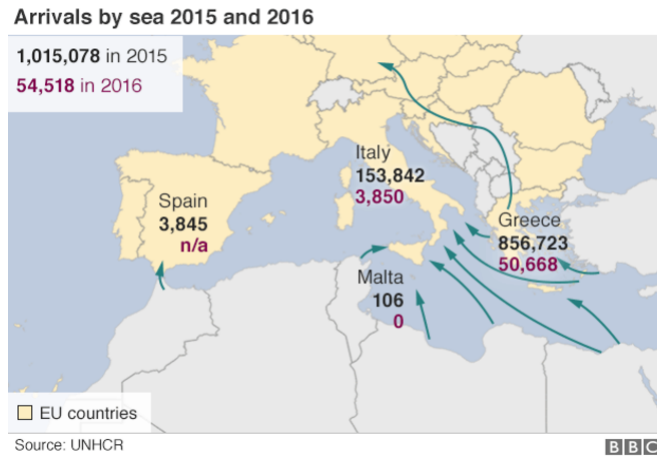 Arrivals by sea 2015 and 2016
1,015,078 in 2015
54,518 in 2016
Italy
153,842
3,850
Spain
3,845
n/a
Greece
856,723
50,668
Malta
106
0
EU countries
Source: UNHCR
BBC